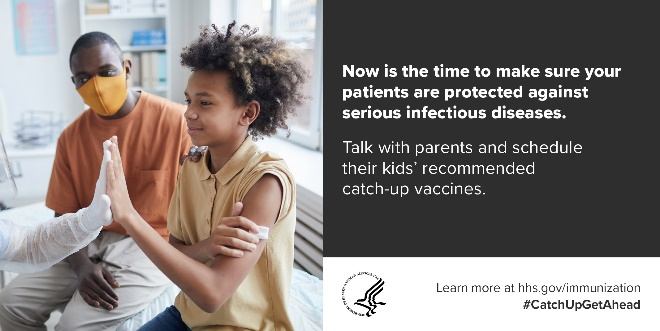 Now is the time to make sure your
patients are protected against
serious infectious diseases.
Talk with parents and schedule
their kids' recommended
catch-up vaccines.
Learn more at hhs.gov/immunization
#CatchUpGetAhead